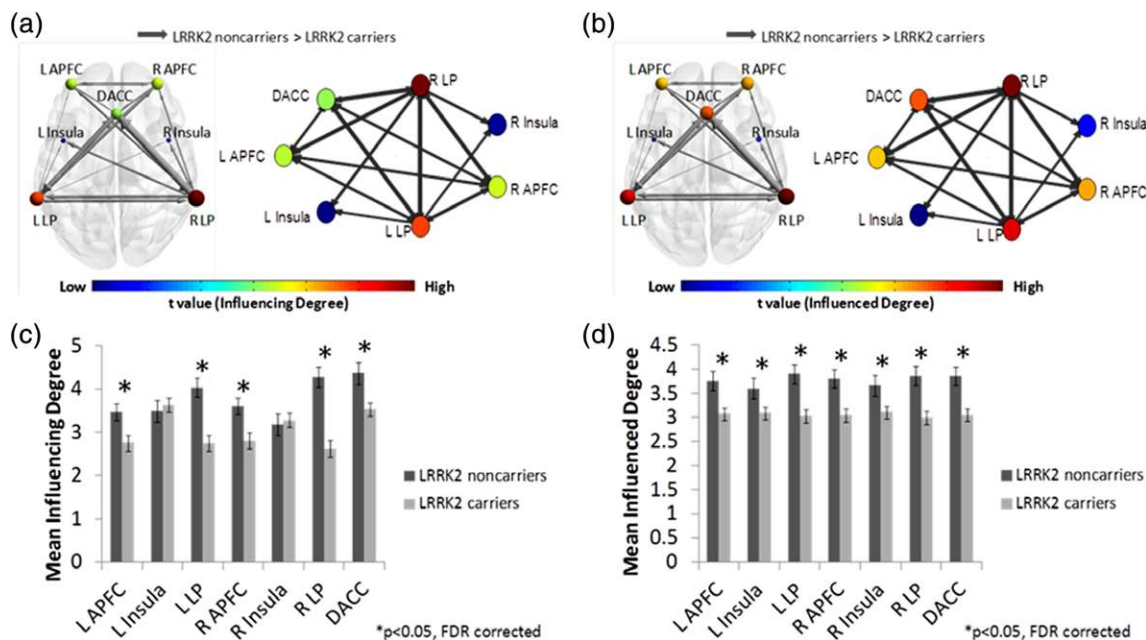 (a)
LRRK2 noncarriers > LRRK2 carriers
L APFC
R APFC
DACC
L Insula
R Insula
L LP
R LP
R LP
DACC
R Insula
L APFC
R APFC
L Insula
L LP
Low
High
t value (Influencing Degree)
(b)
LRRK2 noncarriers > LRRK2 carriers
L APFC
R APFC
DACC
L Insula
R Insula
L LP
R LP
R LP
DACC
R Insula
L APFC
R APFC
L Insula
L LP
Low
High
t value (Influenced Degree)
(c)
Mean Influencing Degree
5
4
3
2
1
0
* * * * *
L APFC
L Insula
L LP
R APFC
R Insula
R LP
DACC
LRRK2 noncarriers
LRRK2 carriers
*p<0.05, FDR corrected
(d)
Mean Influenced Degree
4.5
4
3.5
3
2.5
2
1.5
1
0.5
0
* * * * * * *
L APFC
L Insula
L LP
R APFC
R Insula
R LP
DACC
LRRK2 noncarriers
LRRK2 carriers
*p<0.05, FDR corrected